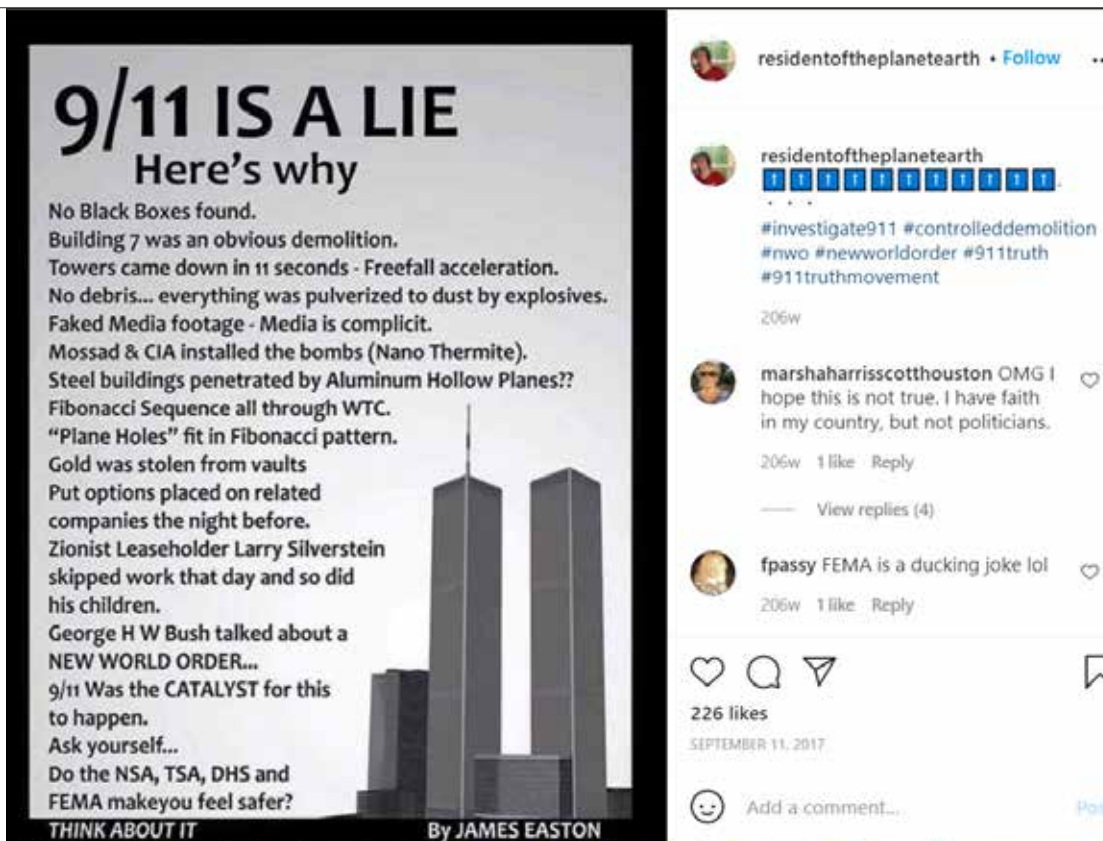 9/11 IS A LIE
Here's why
No Black Boxes found.
Building 7 was an obvious demolition.
Towers came down in 11 seconds - Freefall acceleration.
No debris... everything was pulverized to dust by explosives.
Faked Media footage - Media is complicit.
Mossad & CIA installed the bombs (Nano Thermite).
Steel buildings penetrated by Aluminum Hollow Planes??
Fibonacci Sequence all through WTC.
“Plane Holes” fit in Fibonacci pattern.
Gold was stolen from vaults
Put options placed on related
companies the night before.
Zionist Leaseholder Larry Silverstein
skipped work that day and so did
his children.
George H W Bush talked about a
NEW WORLD ORDER...
9/11 Was the CATALYST for this
to happen.
Ask yourself...
Do the NSA, TSA, DHS and
FEMA makeyou feel safer?
THINK ABOUT IT By JAMES EASTON
residentoftheplanetearth • Follow
residentoftheplanetearth
⬆⬆⬆⬆⬆⬆⬆⬆⬆⬆⬆.
. . .
#investigate911 #controlleddemolition
#nwo #newworldorder #911truth
#911truthmovement
206w
marshaharrisscotthouston OMG I
hope this is not true. I have faith
in my country, but not politicians.
206w 1 like Reply
View replies (4)
fpassy FEMA is a ducking joke lol
206w 1 like Reply
226 likes
SEPTEMBER 11, 2017
Add a comment...